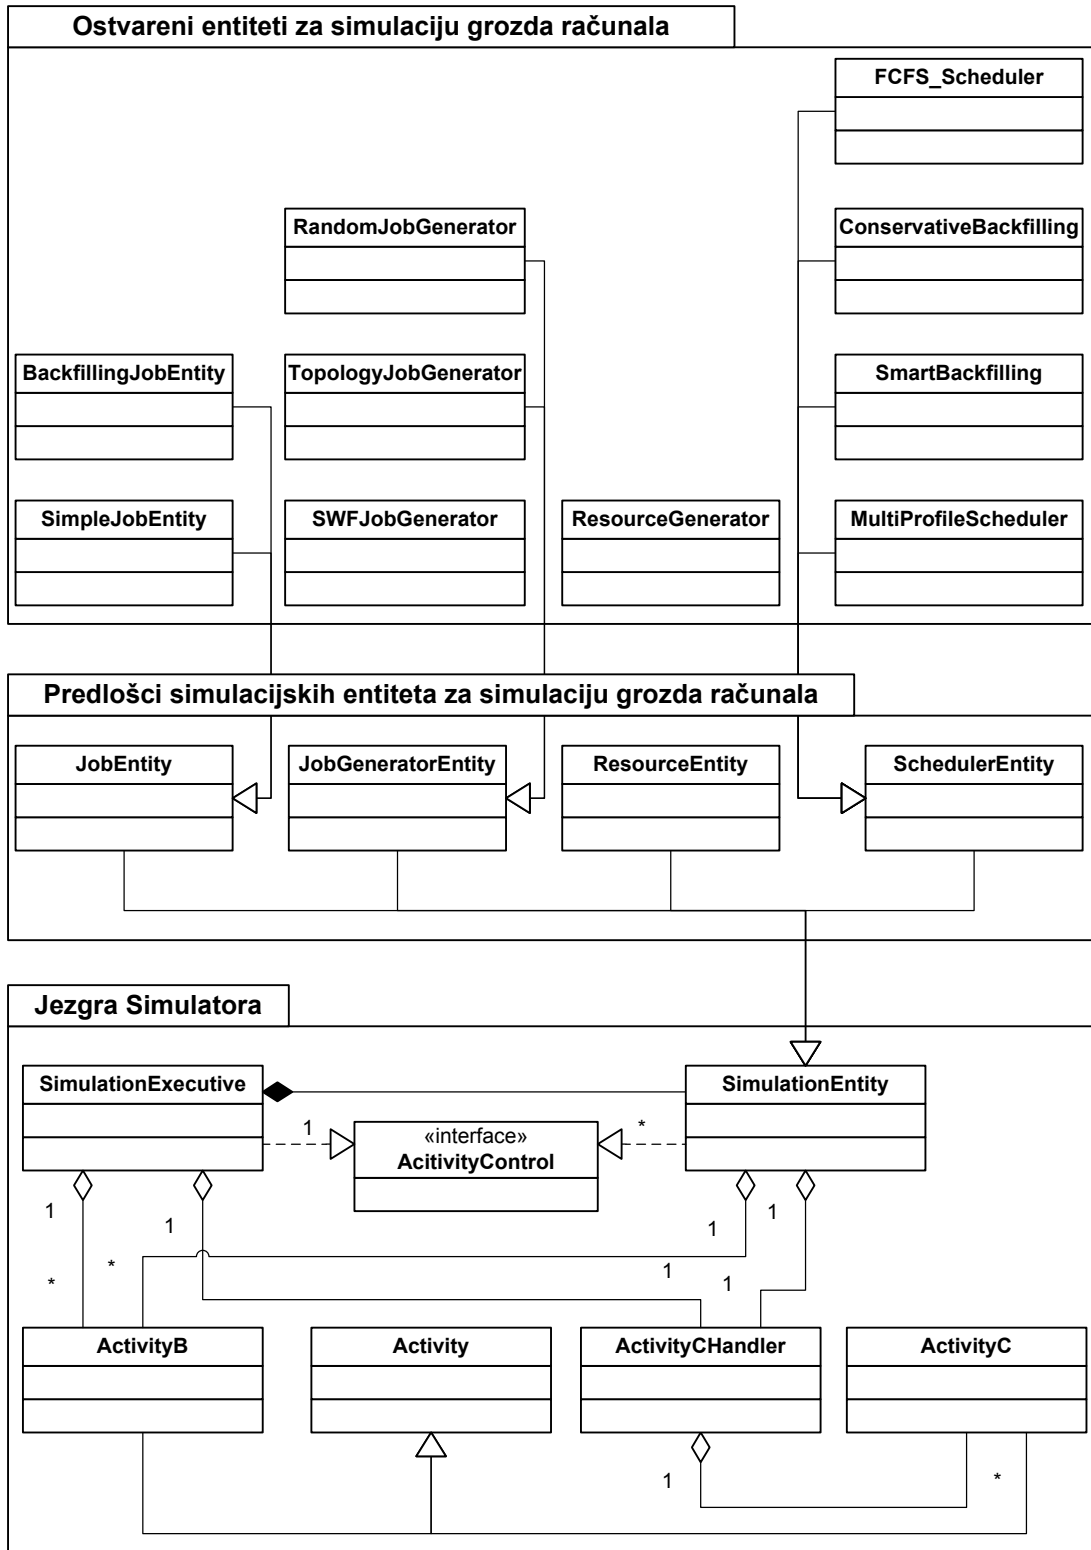 Ostvareni entiteti za simulaciju grozda računala
FCFS_Scheduler
RandomJobGenerator
ConservativeBackfilling
BackfillingJobEntity
TopologyJobGenerator
SmartBackfilling
SimpleJobEntity
SWFJobGenerator
ResourceGenerator
MultiProfileScheduler
Predlošci simulacijskih entiteta za simulaciju grozda računala
JobEntity
JobGeneratorEntity
ResourceEntity
SchedulerEntity
Jezgra Simulatora
SimulationExecutive
SimulationEntity
1
«interface»
AcitivityControl
*
1
1
1
1
*
*
1
1
ActivityB
Activity
ActivityCHandler
ActivityC
1
*